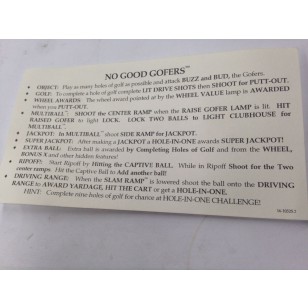 NO GOOD GOFERS™
• OBJECT: Play as many holes of golf as possible and attack BUZZ and BUD, the Gofers.
• GOLF: To complete a hole of golf complete LIT DRIVE SHOTS then SHOOT for PUTT-OUT.
• WHEEL AWARDS: The wheel award pointed at by the WHEEL VALUE lamp is AWARDED
when you PUTT-OUT.
• MULTIBALL™: SHOOT the CENTER RAMP when the RAISE GOFER LAMP is lit. HIT
RAISED GOFER to light LOCK. LOCK TWO BALLS to LIGHT CLUBHOUSE for
MULTIBALL™.
• JACKPOT: In MULTIBALL™ shoot SIDE RAMP for JACKPOT.
• SUPER JACKPOT: After making a JACKPOT a HOLE-IN-ONE awards SUPER JACKPOT!
• EXTRA BALL: Extra ball is awarded by Completing Holes of Golf and from the WHEEL,
BONUS X and other hidden features!
• RIPOFF: Start Ripoff by Hitting the CAPTIVE BALL. While in Ripoff Shoot for the Two
center ramps. Hit the Captive Ball to Add another ball!
• DRIVING RANGE: When the SLAM RAMP™ is lowered shoot the ball onto the DRIVING
RANGE to AWARD YARDAGE, HIT THE CART or get a HOLE-IN-ONE.
HINT: Complete nine holes of golf for chance at HOLE-IN-ONE CHALLENGE!